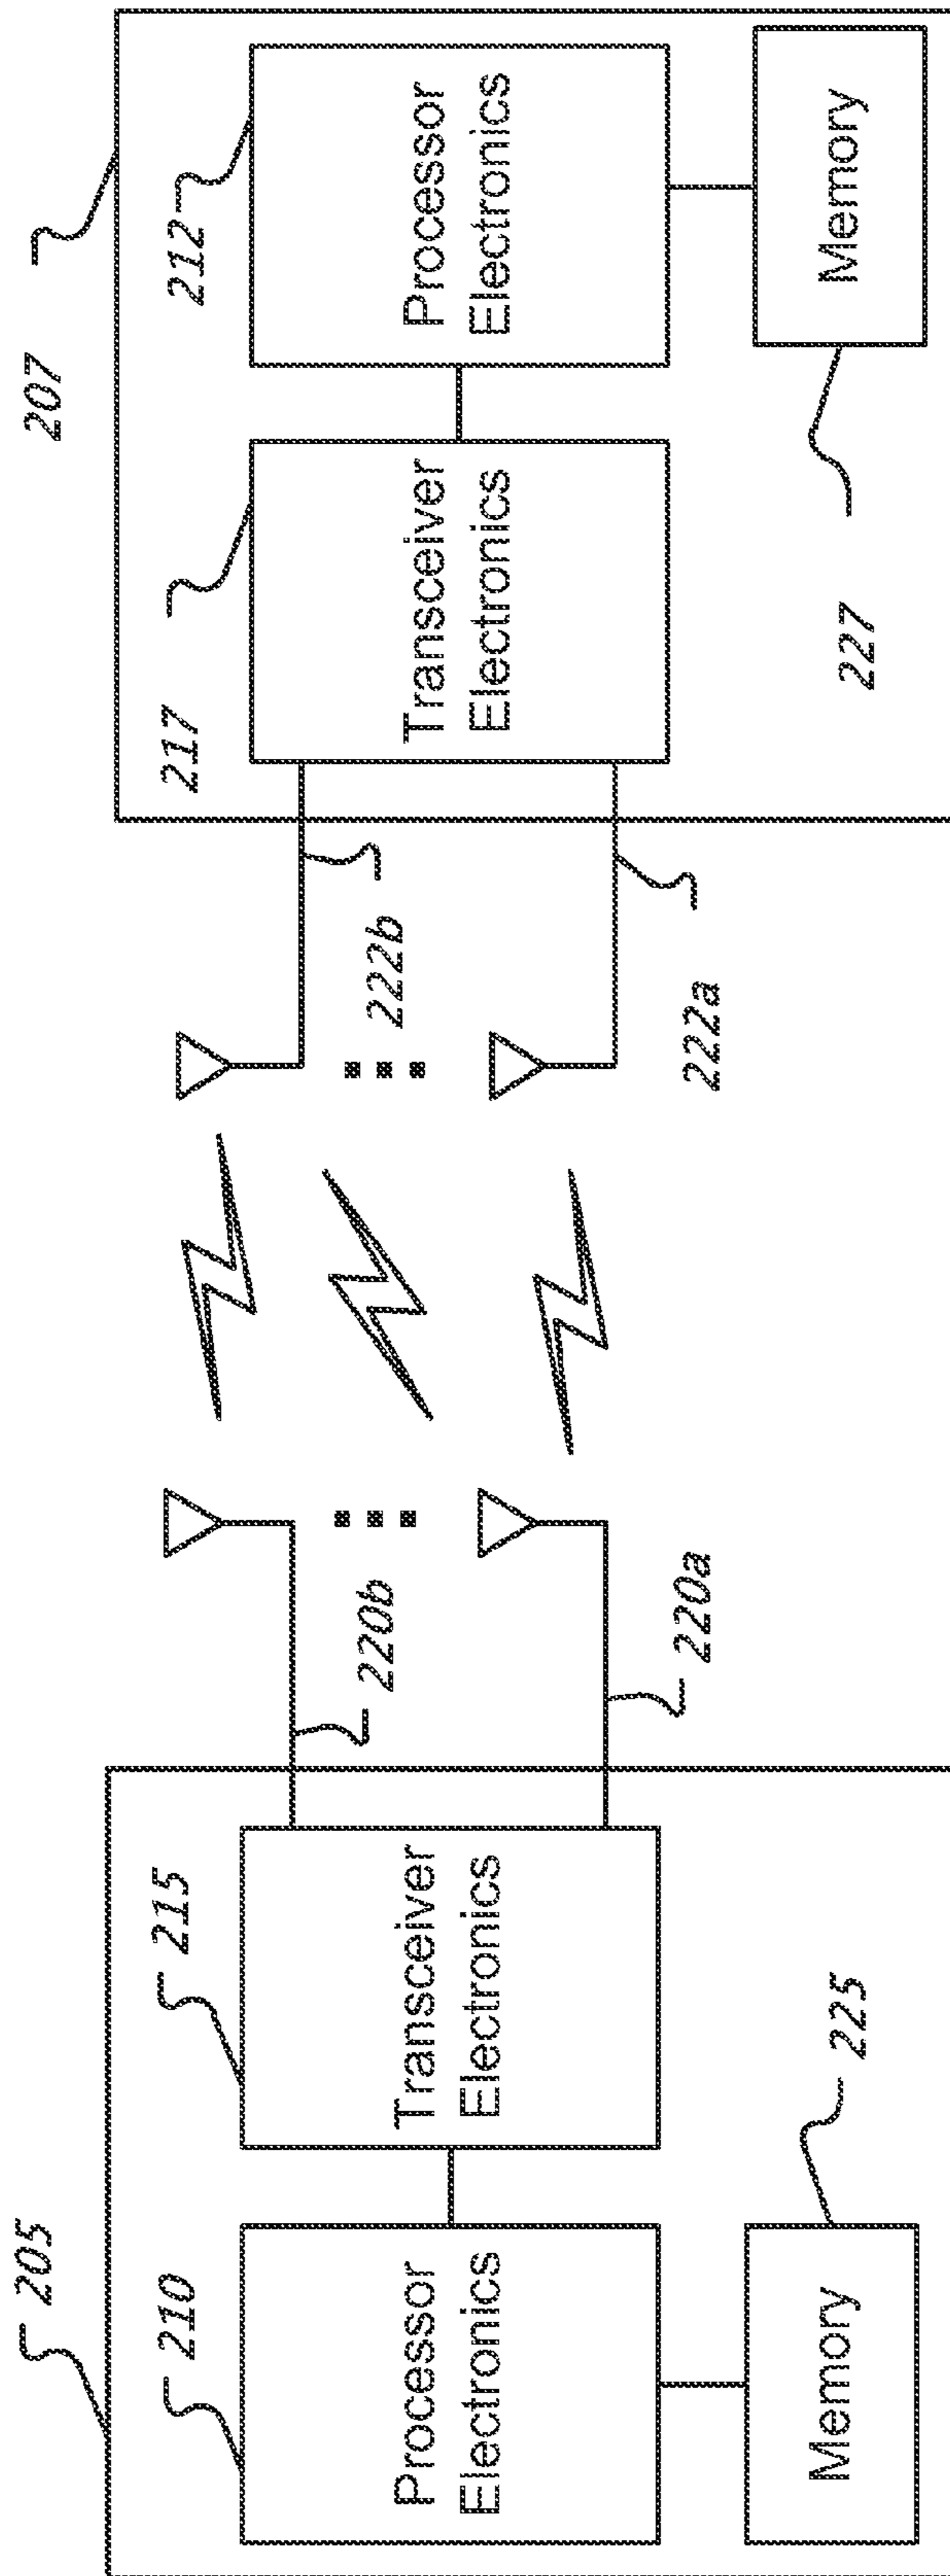 205
210
Processor
Electronics
215
Transceiver
Electronics
Memory
225
220b
220a
207
217
Transceiver
Electronics
212
Processor
Electronics
222b
222a
227
Memory